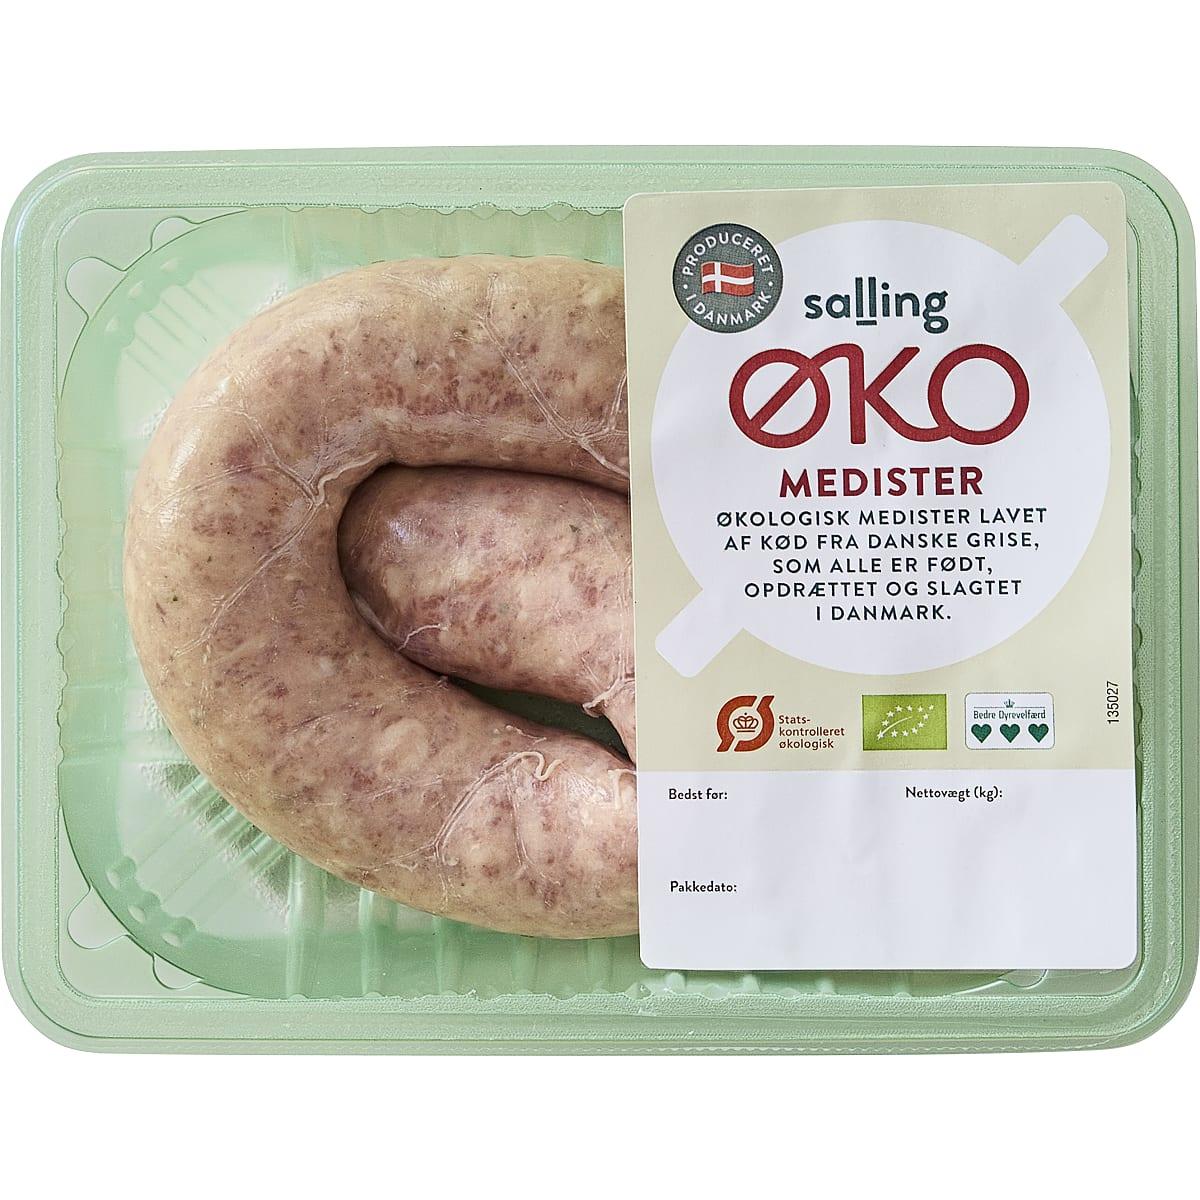 PRODUCERET
I DANMARK
salling
ØKO
MEDISTER
ØKOLOGISK MEDISTER LAVET
AF KØD FRA DANSKE GRISE,
SOM ALLE ER FØDT,
OPDRÆTTET OG SLAGTET
I DANMARK.
Ø
Stats-
kontrolleret
økologisk
Bedre Dyrevelfærd
135027
Bedst før:
Nettovægt (kg):
Pakkedato: